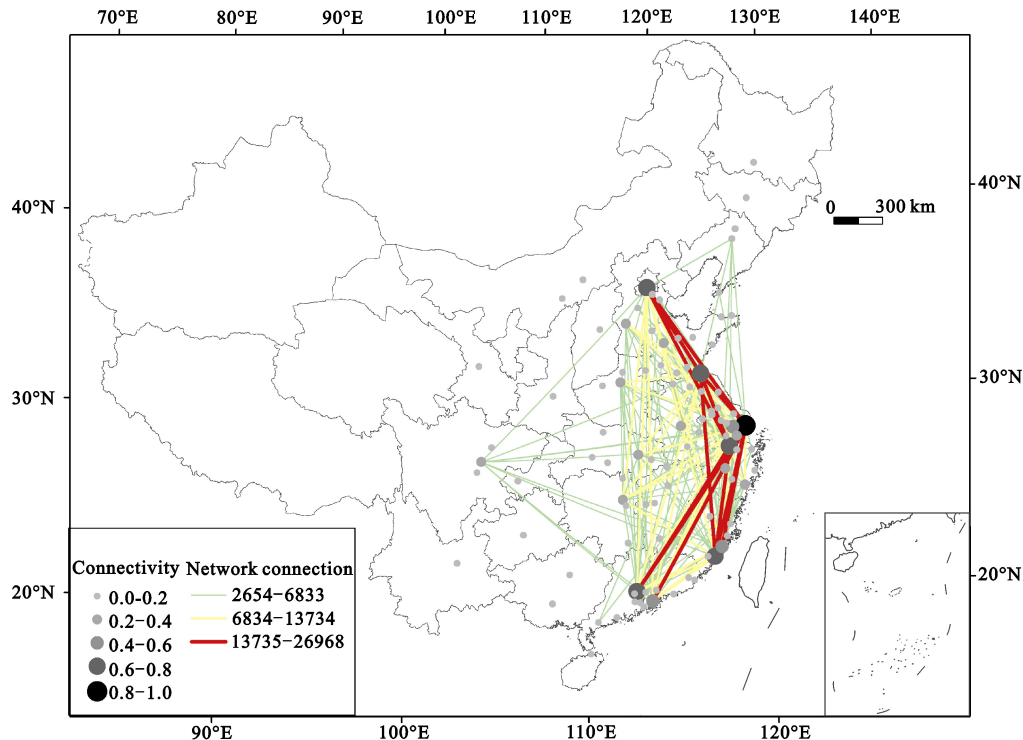 70°E 80°E 90°E 100°E 110°E 120°E 130°E 140°E
40°N 40°N
0 300 km
30°N 30°N
20°N 20°N
Connectivity Network connection
0.0−0.2 2654−6833
0.2−0.4 6834−13734
0.4−0.6 13735−26968
0.6−0.8
0.8−1.0
90°E 100°E 110°E 120°E